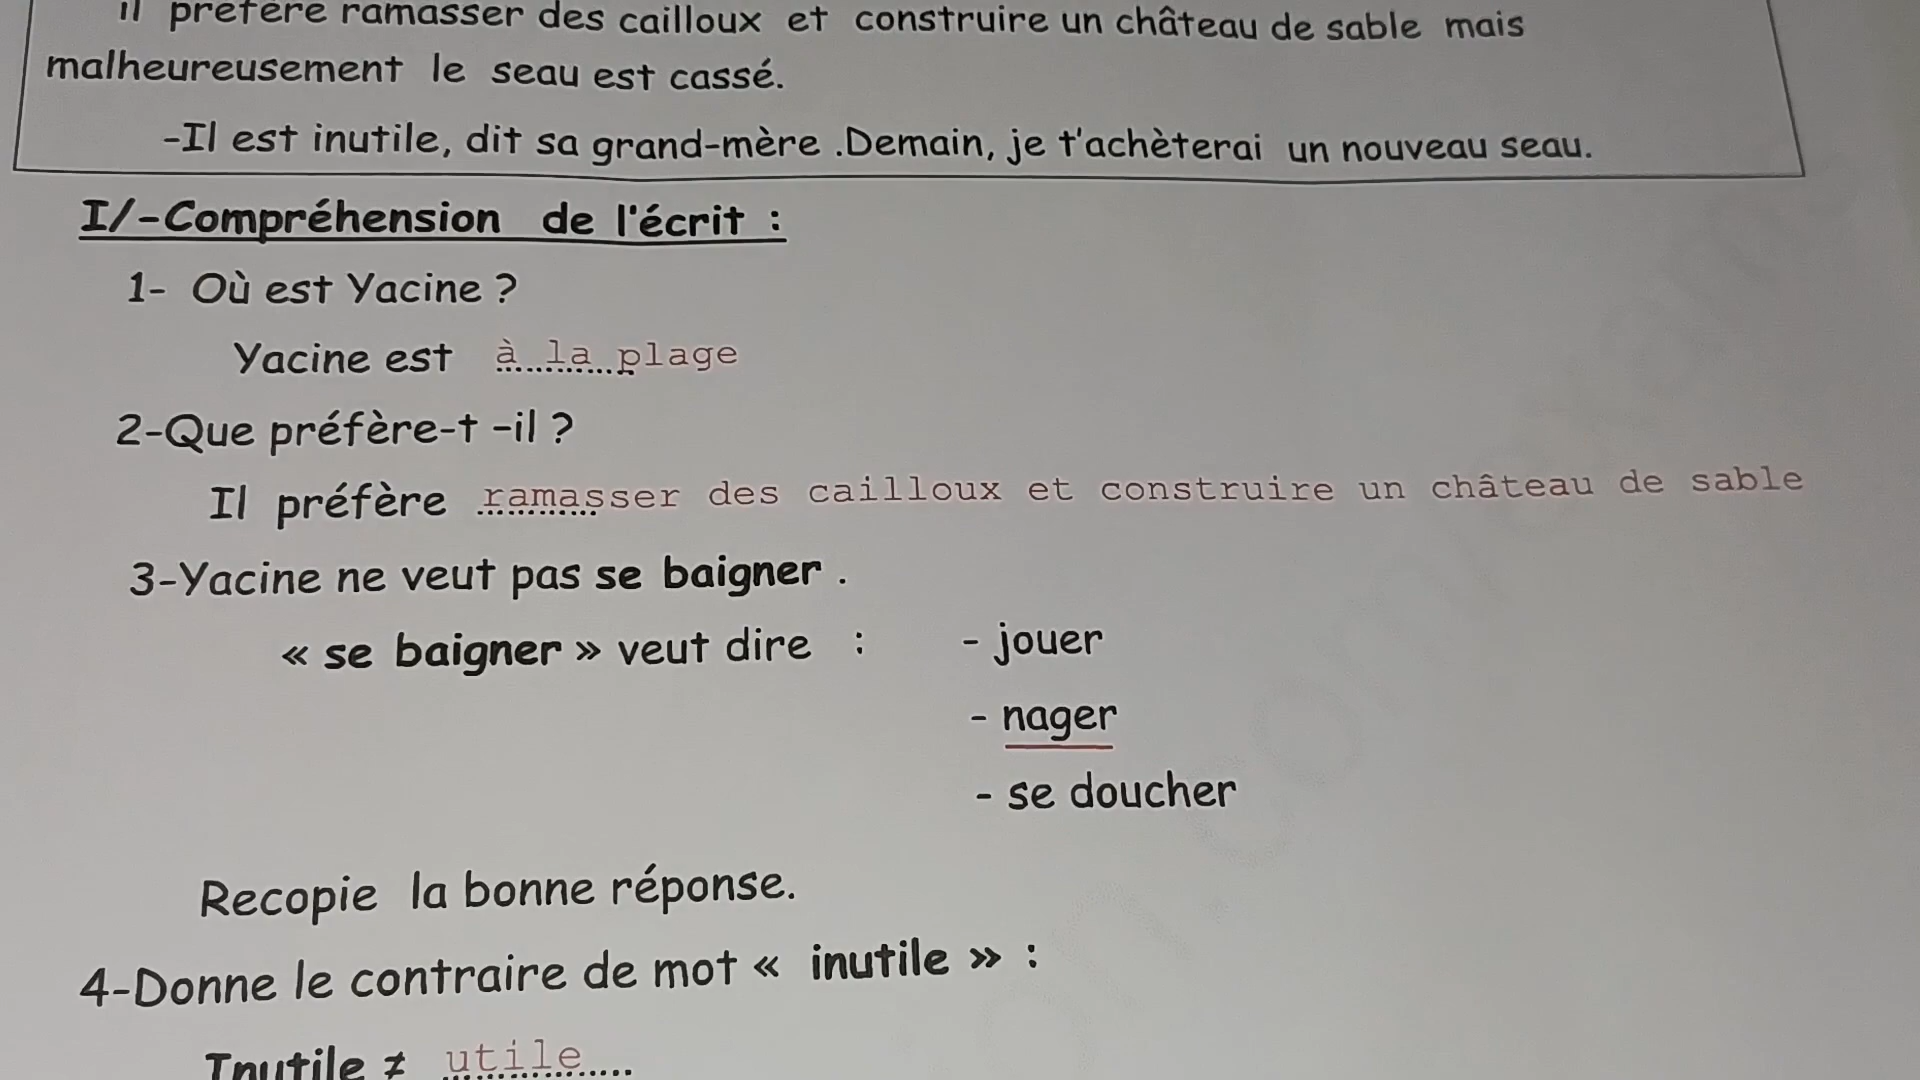 il préfère ramasser des cailloux et construire un château de sable mais
malheureusement le seau est cassé.
-Il est inutile, dit sa grand-mère .Demain, je t'achèterai un nouveau seau.
I/-Compréhension de l'écrit :
1- Où est Yacine ?
Yacine est à la plage
2-Que préfère-t -il ?
Il préfère ramasser des cailloux et construire un château de sable
3-Yacine ne veut pas se baigner .
« se baigner » veut dire : - jouer
- nager
- se doucher
Recopie la bonne réponse.
4-Donne le contraire de mot « inutile » :
Inutile ≠ utile.....